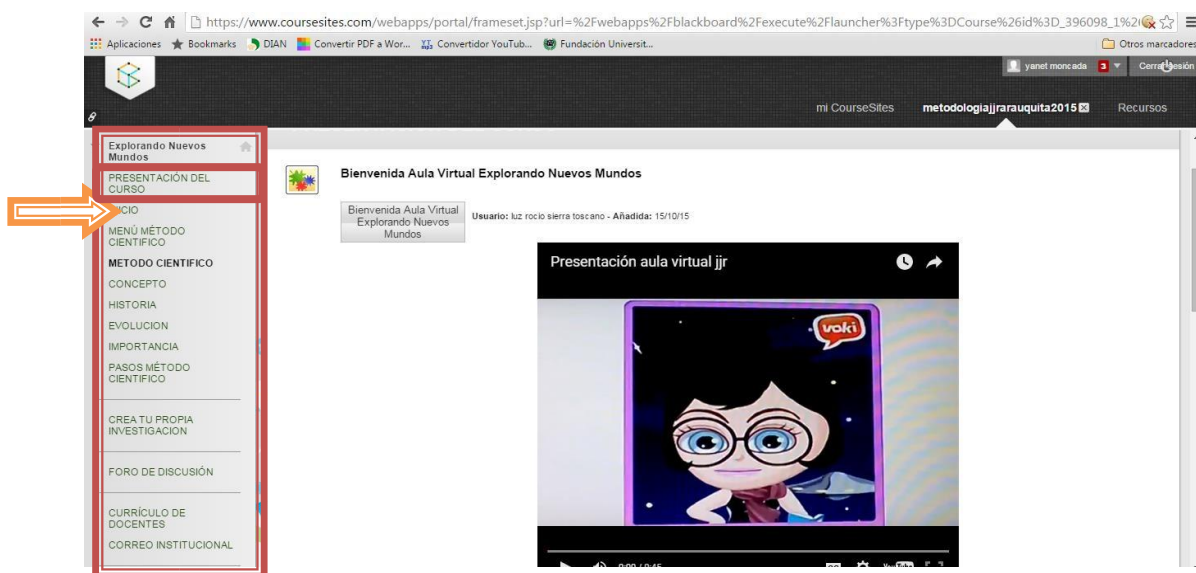 https://www.coursesites.com/webapps/portal/frameset.jsp?url=%2Fwebapps%2Fblackboard%2Fexecute%2Flauncher%3Ftype%3DCourse%26id%3D_396098_1%2
Aplicaciones Bookmarks DIAN Convertir PDF a Wor... Convertidor YouTub... Fundación Universit... Otros marcadores
yanet moncada 3
mi CourseSites metodologiajjrarauquita2015 Recursos
Explorando Nuevos
Mundos
PRESENTACIÓN DEL
CURSO
MENÚ MÉTODO
CIENTIFICO
METODO CIENTIFICO
CONCEPTO
HISTORIA
EVOLUCION
IMPORTANCIA
PASOS MÉTODO
CIENTIFICO
CREA TU PROPIA
INVESTIGACION
FORO DE DISCUSIÓN
CURRÍCULO DE
DOCENTES
CORREO INSTITUCIONAL
Bienvenida Aula Virtual Explorando Nuevos Mundos
Bienvenida Aula Virtual
Explorando Nuevos
Mundos
Usuario: luz rocio sierra toscano - Añadida: 15/10/15
Presentación aula virtual jjr
voki